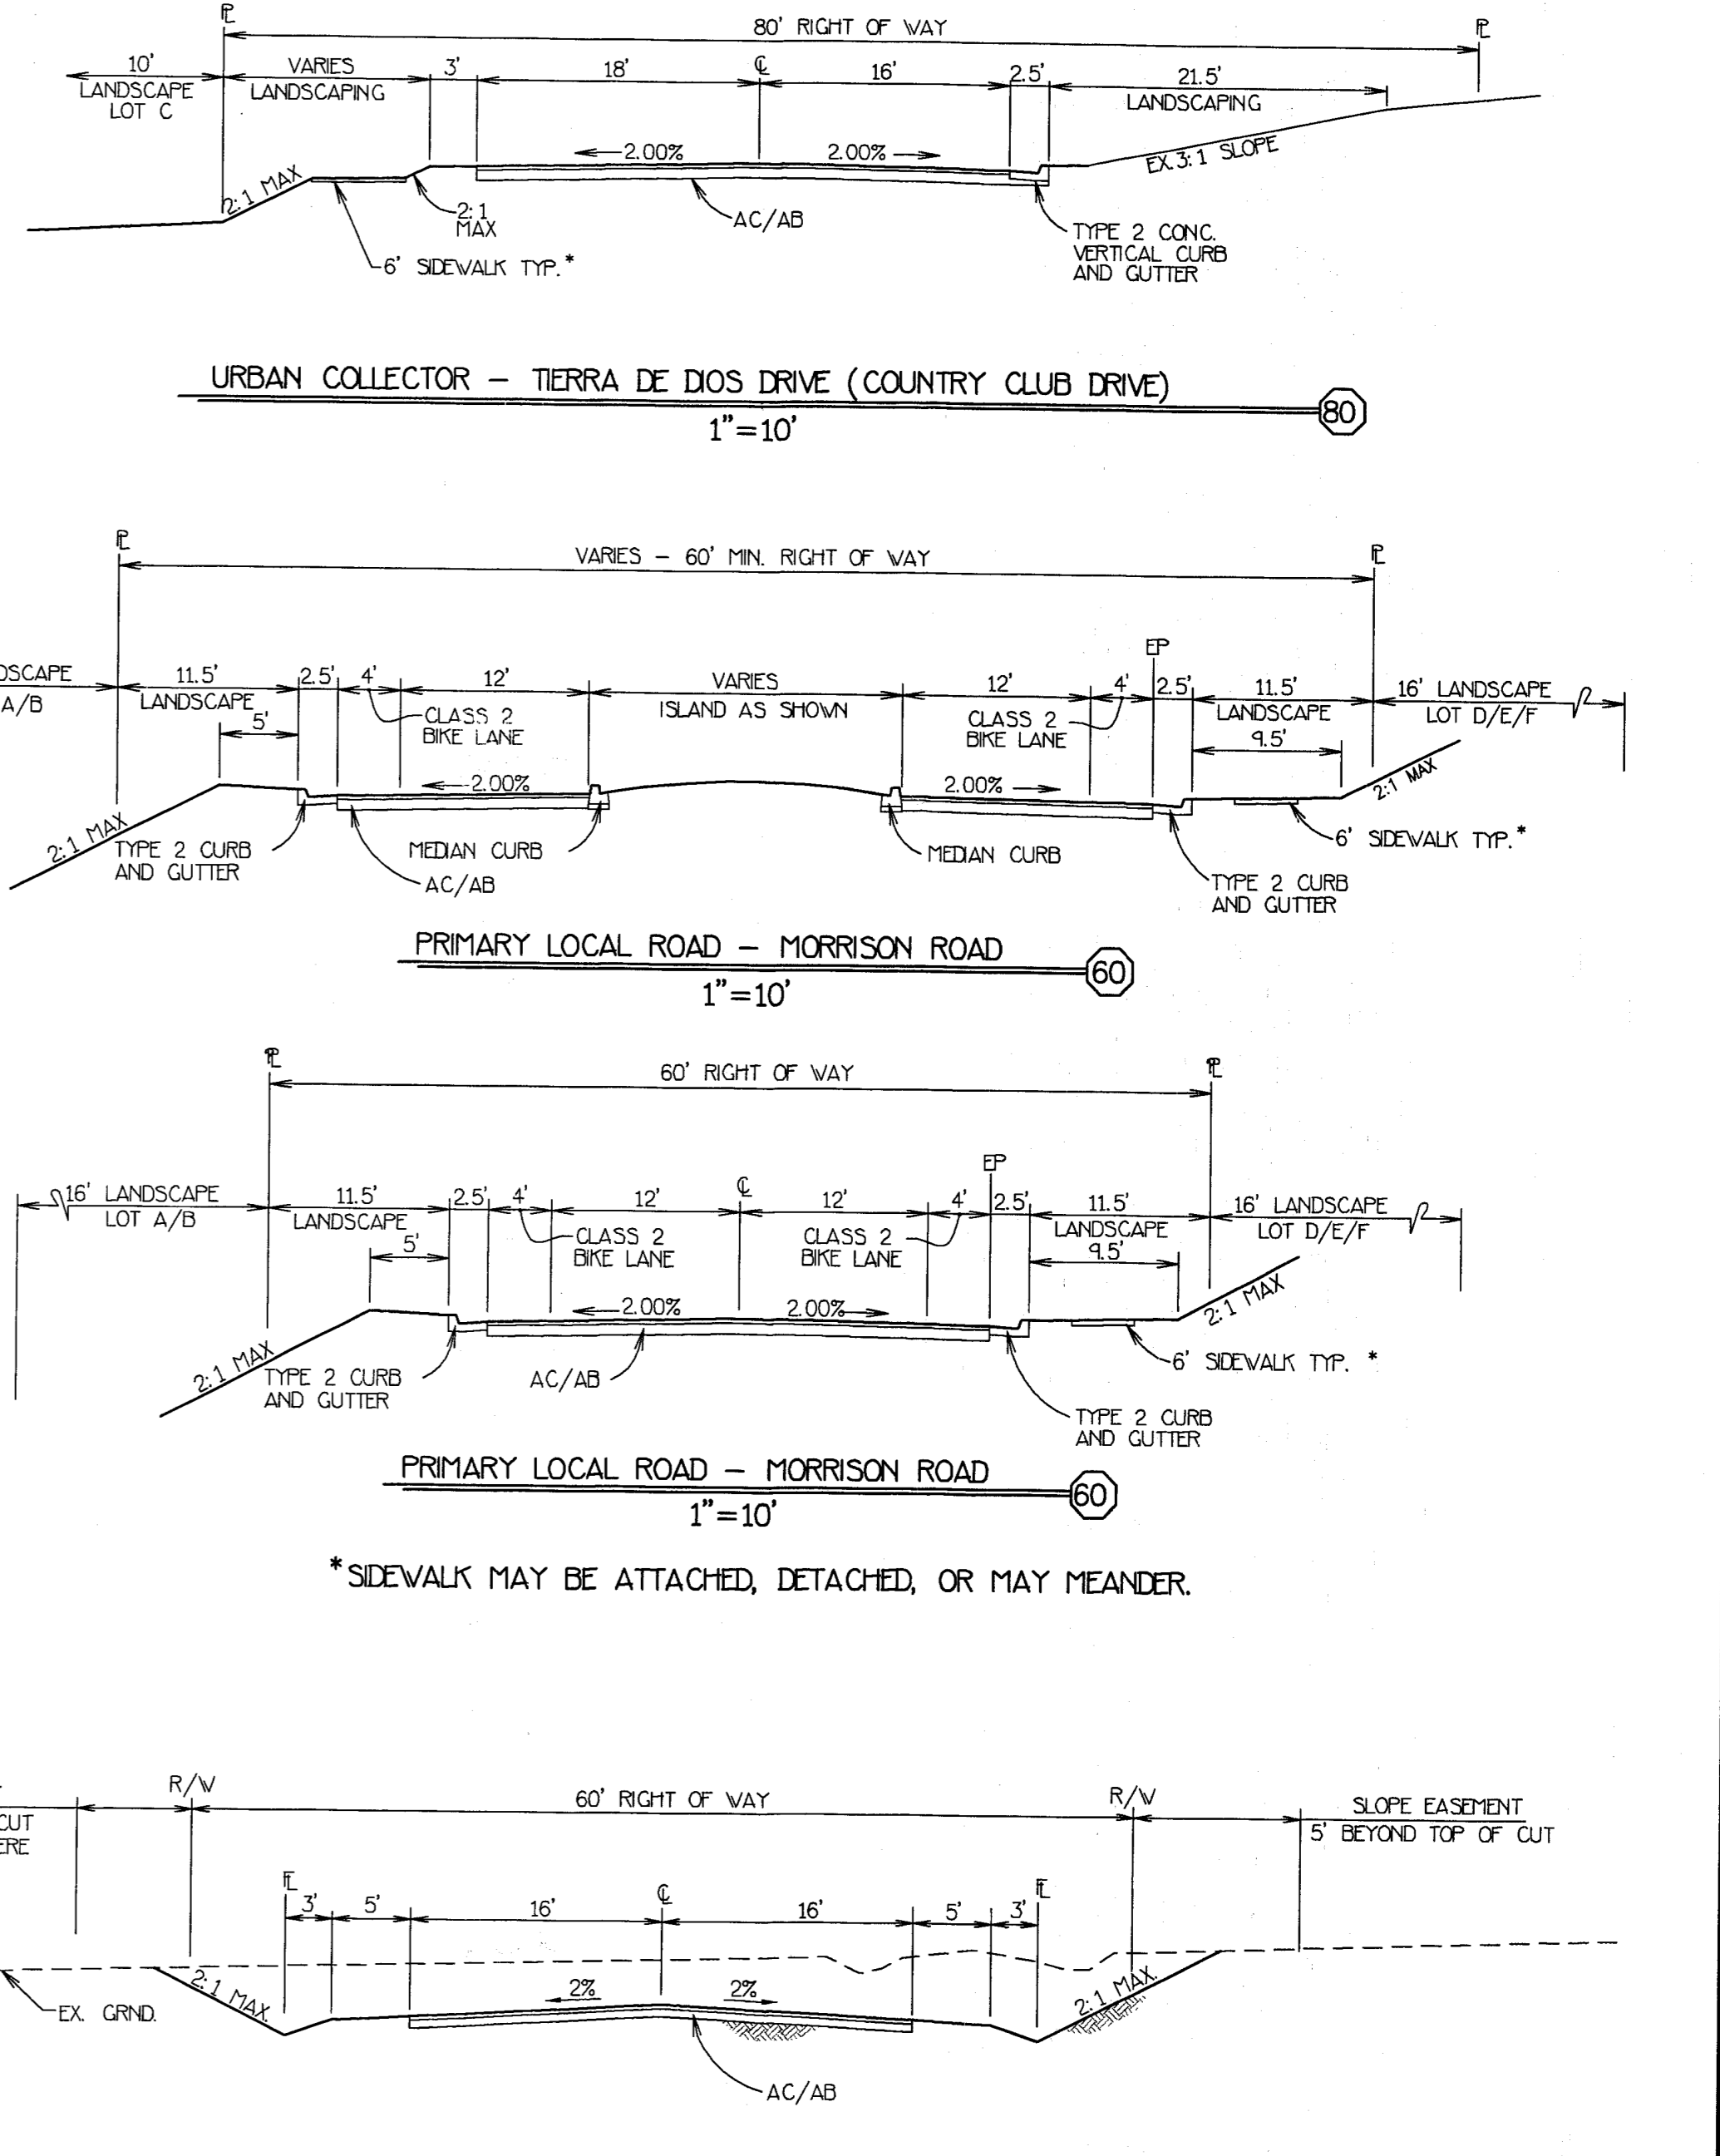 80' RIGHT OF WAY
10'
LANDSCAPE
LOT C
VARIES
LANDSCAPING
3'
18'
16'
2.5'
21.5'
LANDSCAPING
2:1 MAX
2.00%
2.00%
EX. 3:1 SLOPE
2:1
MAX
AC/AB
6' SIDEWALK TYP.*
TYPE 2 CONC.
VERTICAL CURB
AND GUTTER
URBAN COLLECTOR – TIERRA DE DIOS DRIVE (COUNTRY CLUB DRIVE)
80
1"=10'
VARIES – 60' MIN. RIGHT OF WAY
EP
A/B
11.5'
LANDSCAPE
2.5'
4'
12'
VARIES
ISLAND AS SHOWN
12'
4'
2.5'
11.5'
LANDSCAPE
16' LANDSCAPE
LOT D/E/F
5'
CLASS 2
BIKE LANE
CLASS 2
BIKE LANE
9.5'
2.00%
2.00%
2:1 MAX
2:1 MAX
TYPE 2 CURB
AND GUTTER
MEDIAN CURB
AC/AB
MEDIAN CURB
6' SIDEWALK TYP.*
TYPE 2 CURB
AND GUTTER
PRIMARY LOCAL ROAD – MORRISON ROAD
60
1"=10'
60' RIGHT OF WAY
EP
16' LANDSCAPE
LOT A/B
11.5'
LANDSCAPE
2.5'
4'
12'
12'
4'
2.5'
11.5'
LANDSCAPE
16' LANDSCAPE
LOT D/E/F
5'
CLASS 2
BIKE LANE
CLASS 2
BIKE LANE
9.5'
2.00%
2.00%
2:1 MAX
2:1 MAX
TYPE 2 CURB
AND GUTTER
AC/AB
6' SIDEWALK TYP. *
TYPE 2 CURB
AND GUTTER
PRIMARY LOCAL ROAD – MORRISON ROAD
60
1"=10'
*SIDEWALK MAY BE ATTACHED, DETACHED, OR MAY MEANDER.
R/W
60' RIGHT OF WAY
R/W
SLOPE EASEMENT
5' BEYOND TOP OF CUT
CUT
3'
5'
16'
16'
5'
3'
2:1 MAX.
2%
2%
2:1 MAX.
EX. GRND.
AC/AB